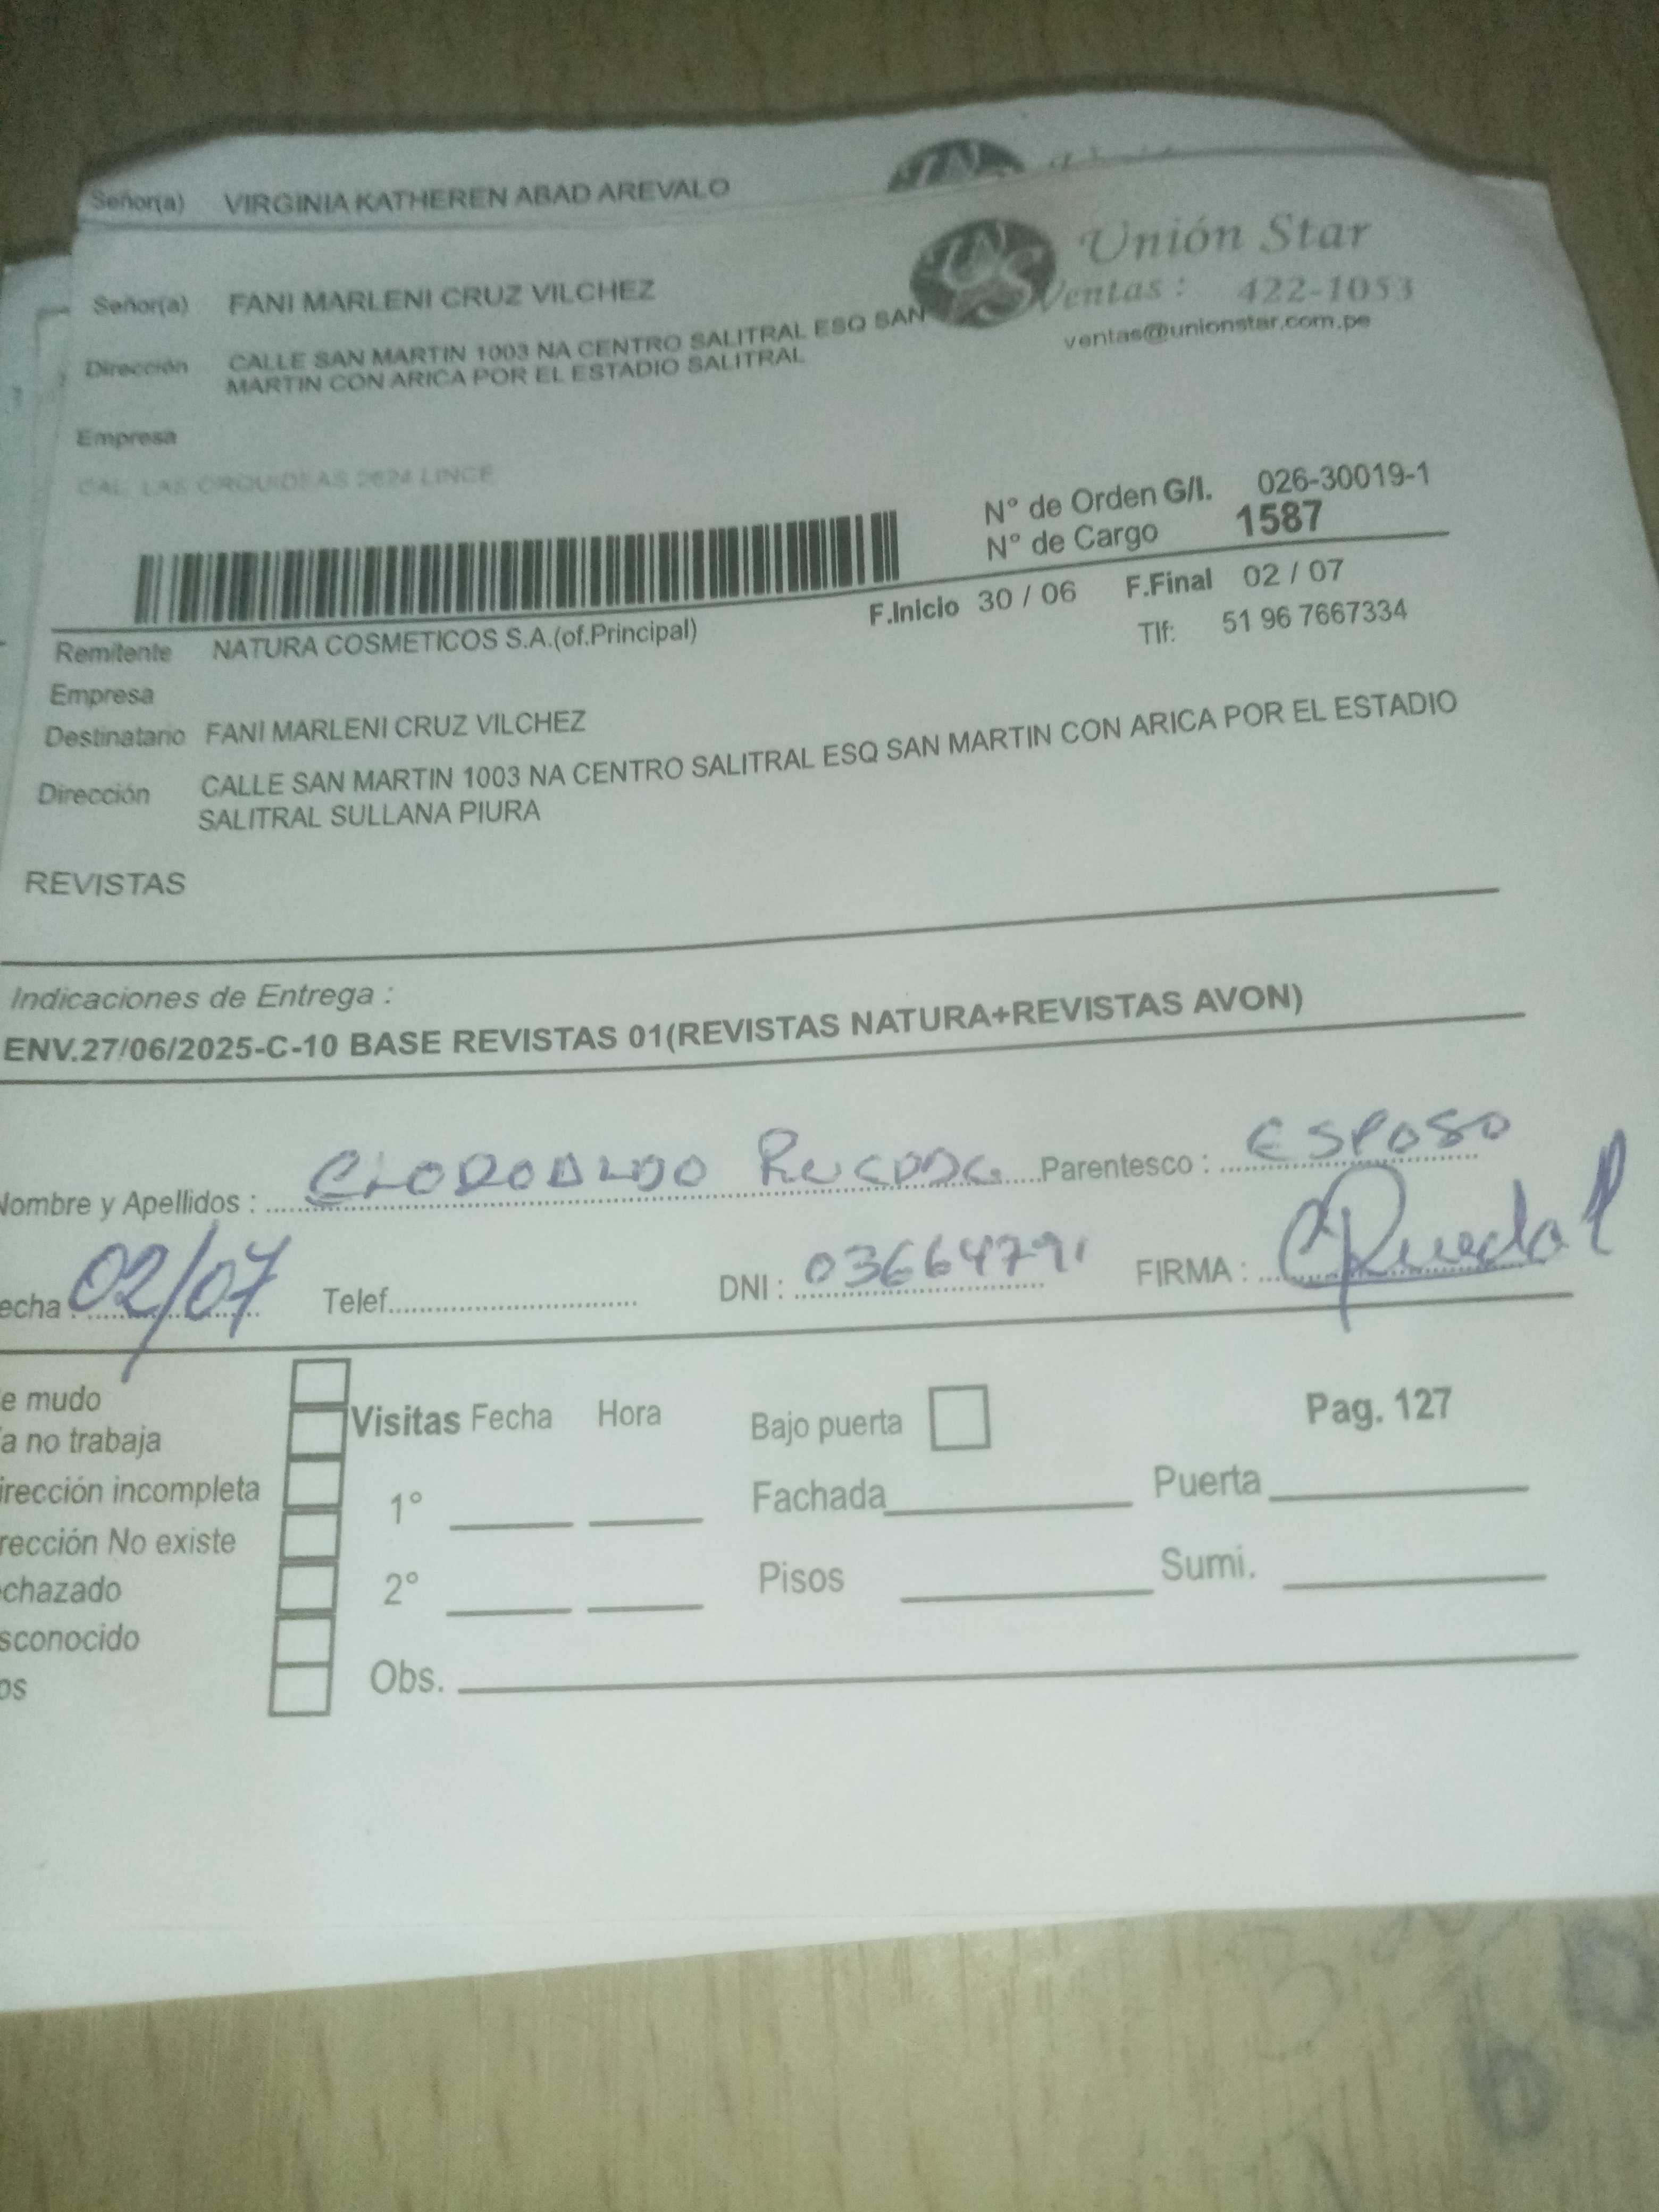 Señor(a) VIRGINIA KATHEREN ABAD AREVALO
Unión Star
Ventas : 422-1053
ventas@unionstar.com.pe
Señor(a) FANI MARLENI CRUZ VILCHEZ
Dirección CALLE SAN MARTIN 1003 NA CENTRO SALITRAL ESQ SAN
MARTIN CON ARICA POR EL ESTADIO SALITRAL
Empresa
CAL. LAS ORQUIDEAS 2624 LINCE
N° de Orden G/I. 026-30019-1
N° de Cargo 1587
F.Inicio 30 / 06 F.Final 02 / 07
Remitente NATURA COSMETICOS S.A.(of.Principal) Tlf: 51 96 7667334
Empresa
Destinatario FANI MARLENI CRUZ VILCHEZ
Dirección CALLE SAN MARTIN 1003 NA CENTRO SALITRAL ESQ SAN MARTIN CON ARICA POR EL ESTADIO
SALITRAL SULLANA PIURA
REVISTAS
Indicaciones de Entrega :
ENV.27/06/2025-C-10 BASE REVISTAS 01(REVISTAS NATURA+REVISTAS AVON)
Nombre y Apellidos : Parentesco : ESPOSO
echa : 02/07 Telef. DNI : 03664791 FIRMA :
e mudo
a no trabaja
irección incompleta
rección No existe
chazado
sconocido
os
Visitas Fecha Hora
1°
2°
Obs.
Bajo puerta
Fachada
Pisos
Pag. 127
Puerta
Sumi.